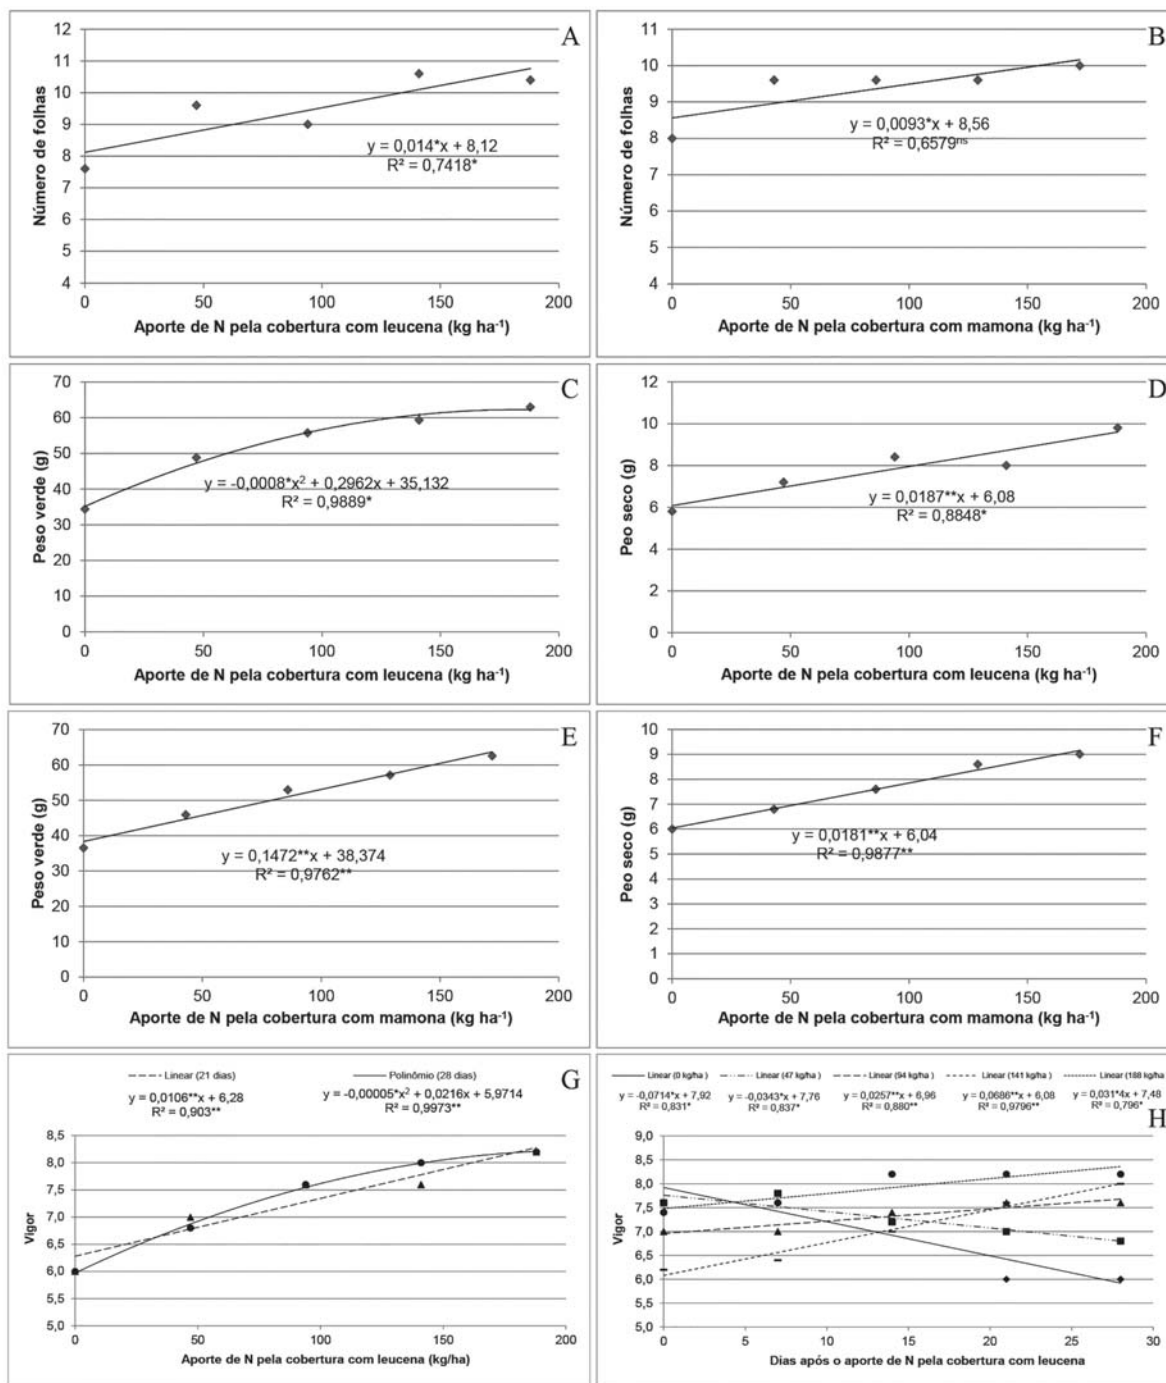 A
12
11
10
9
8
7
6
5
4
Número de folhas
y = 0,014*x + 8,12
R² = 0,7418*
0 50 100 150 200
Aporte de N pela cobertura com leucena (kg ha⁻¹)
B
11
10
9
8
7
6
5
4
Número de folhas
y = 0,0093*x + 8,56
R² = 0,6579ⁿˢ
0 50 100 150 200
Aporte de N pela cobertura com mamona (kg ha⁻¹)
C
70
60
50
40
30
20
10
0
Peso verde (g)
y = -0,0008*x² + 0,2962x + 35,132
R² = 0,9889*
0 50 100 150 200
Aporte de N pela cobertura com leucena (kg ha⁻¹)
D
12
10
8
6
4
2
0
Peo seco (g)
y = 0,0187**x + 6,08
R² = 0,8848*
0 50 100 150 200
Aporte de N pela cobertura com leucena (kg ha⁻¹)
E
70
60
50
40
30
20
10
0
Peso verde (g)
y = 0,1472**x + 38,374
R² = 0,9762**
0 50 100 150 200
Aporte de N pela cobertura com mamona (kg ha⁻¹)
F
10
9
8
7
6
5
4
3
2
1
0
Peo seco (g)
y = 0,0181**x + 6,04
R² = 0,9877**
0 50 100 150 200
Aporte de N pela cobertura com mamona (kg ha⁻¹)
G
Linear (21 dias) Polinômio (28 dias)
y = 0,0106**x + 6,28
R² = 0,903**
y = -0,00005*x² + 0,0216x + 5,9714
R² = 0,9973**
8,5
8,0
7,5
7,0
6,5
6,0
5,5
5,0
Vigor
0 50 100 150 200
Aporte de N pela cobertura com leucena (kg/ha)
H
Linear (0 kg/ha ) Linear (47 kg/ha ) Linear (94 kg/ha ) Linear (141 kg/ha ) Linear (188 kg/ha
y = -0,0714*x + 7,92
R² = 0,831*
y = -0,0343*x + 7,76
R² = 0,837*
y = 0,0257**x + 6,96
R² = 0,880**
y = 0,0686**x + 6,08
R² = 0,9796**
y = 0,031*4x + 7,48
R² = 0,796*
9,0
8,5
8,0
7,5
7,0
6,5
6,0
5,5
5,0
Vigor
0 5 10 15 20 25 30
Dias após o aporte de N pela cobertura com leucena